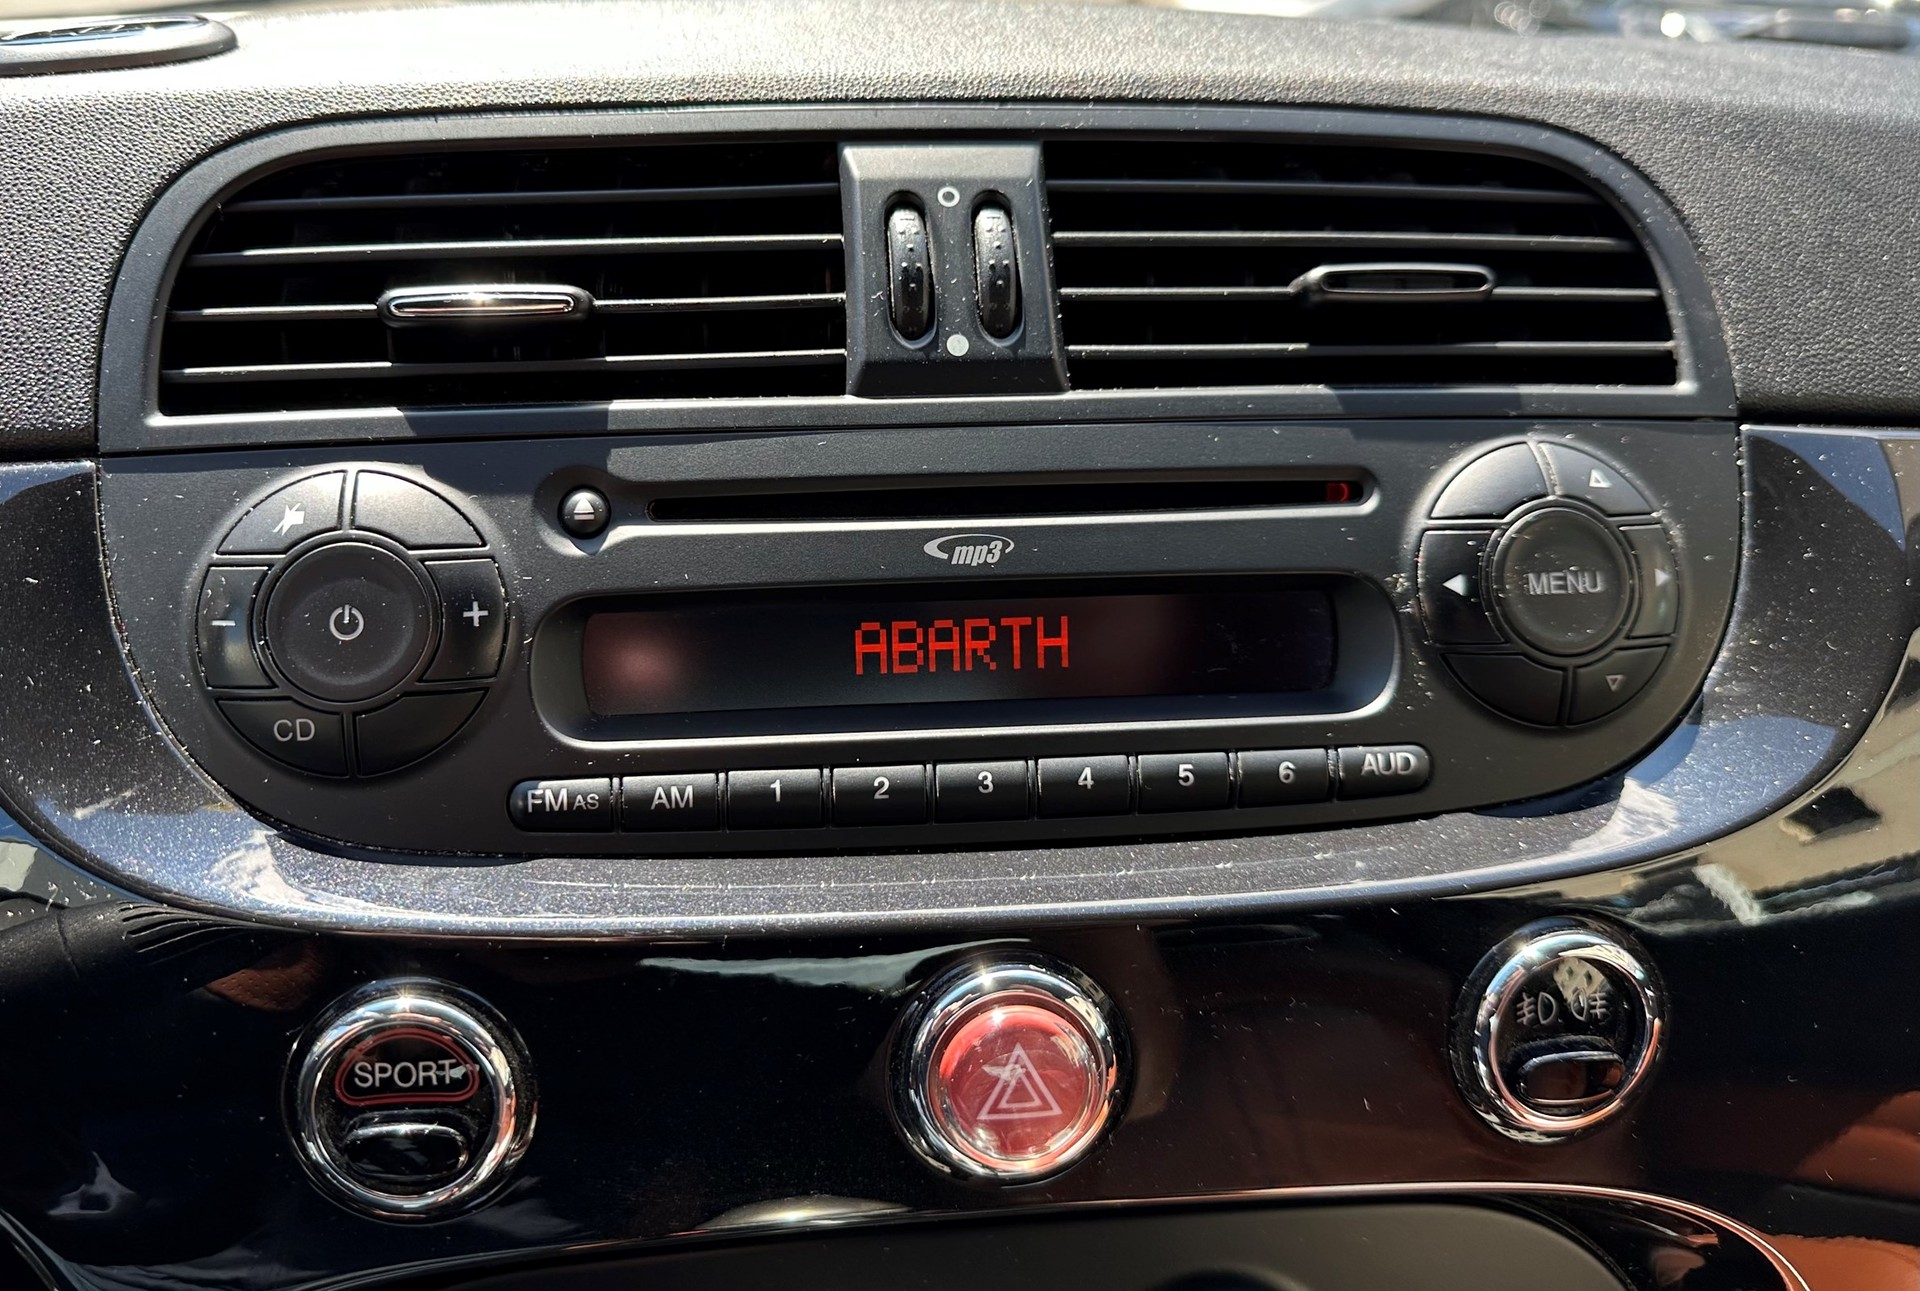 mp3
MENU
ABARTH
CD
FM AS AM 1 2 3 4 5 6 AUD
SPORT